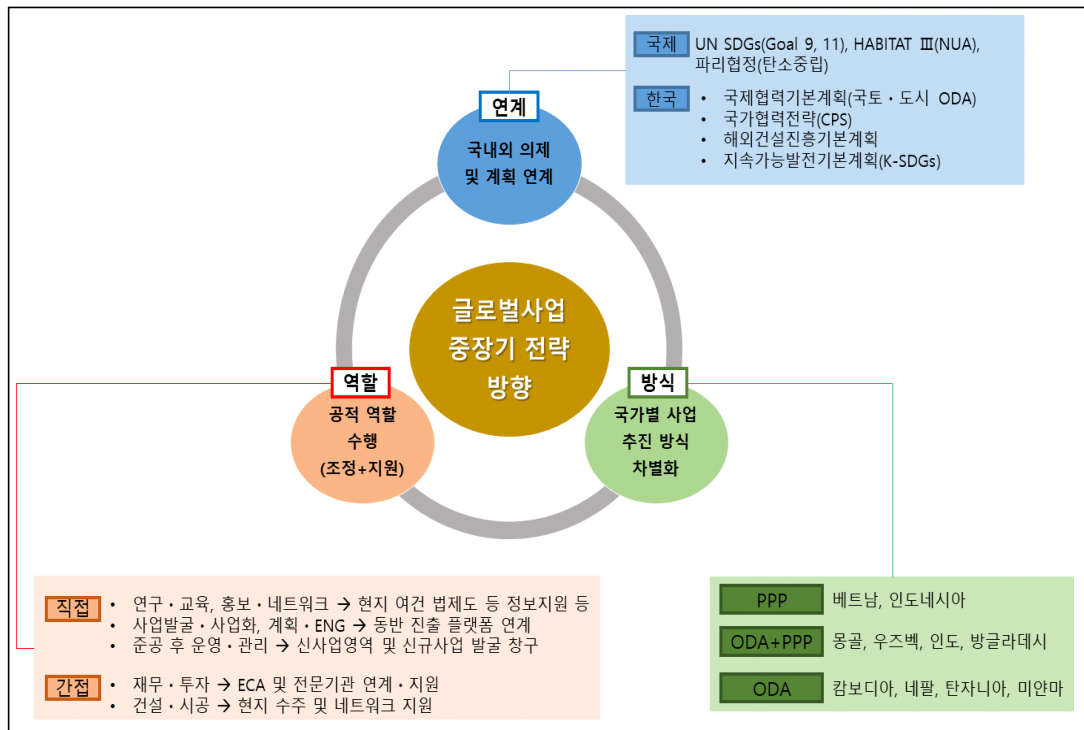 국제 UN SDGs(Goal 9, 11), HABITAT Ⅲ(NUA),
파리협정(탄소중립)
한국 • 국제협력기본계획(국토・도시 ODA)
• 국가협력전략(CPS)
• 해외건설진흥기본계획
• 지속가능발전기본계획(K-SDGs)
연계
국내외 의제
및 계획 연계
글로벌사업
중장기 전략
방향
역할
공적 역할
수행
(조정+지원)
방식
국가별 사업
추진 방식
차별화
직접 • 연구・교육, 홍보・네트워크 → 현지 여건 법제도 등 정보지원 등
• 사업발굴・사업화, 계획・ENG → 동반 진출 플랫폼 연계
• 준공 후 운영・관리 → 신사업영역 및 신규사업 발굴 창구
간접 • 재무・투자 → ECA 및 전문기관 연계・지원
• 건설・시공 → 현지 수주 및 네트워크 지원
PPP 베트남, 인도네시아
ODA+PPP 몽골, 우즈벡, 인도, 방글라데시
ODA 캄보디아, 네팔, 탄자니아, 미얀마